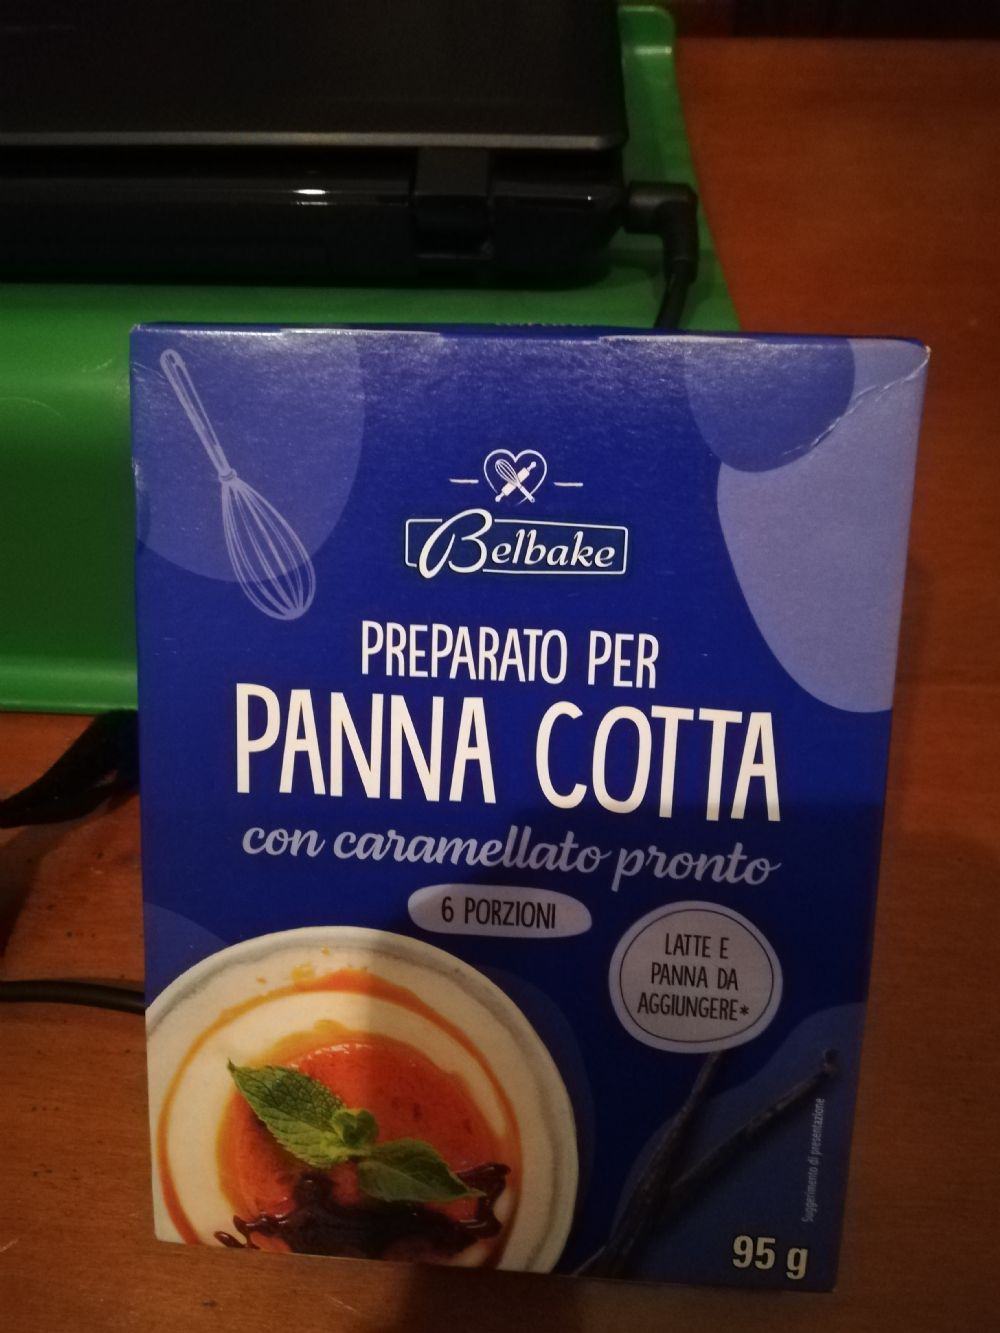 Belbake
PREPARATO PER
PANNA COTTA
con caramellato pronto
6 PORZIONI
LATTE E
PANNA DA
AGGIUNGERE*
Suggerimento di presentazione
95 g